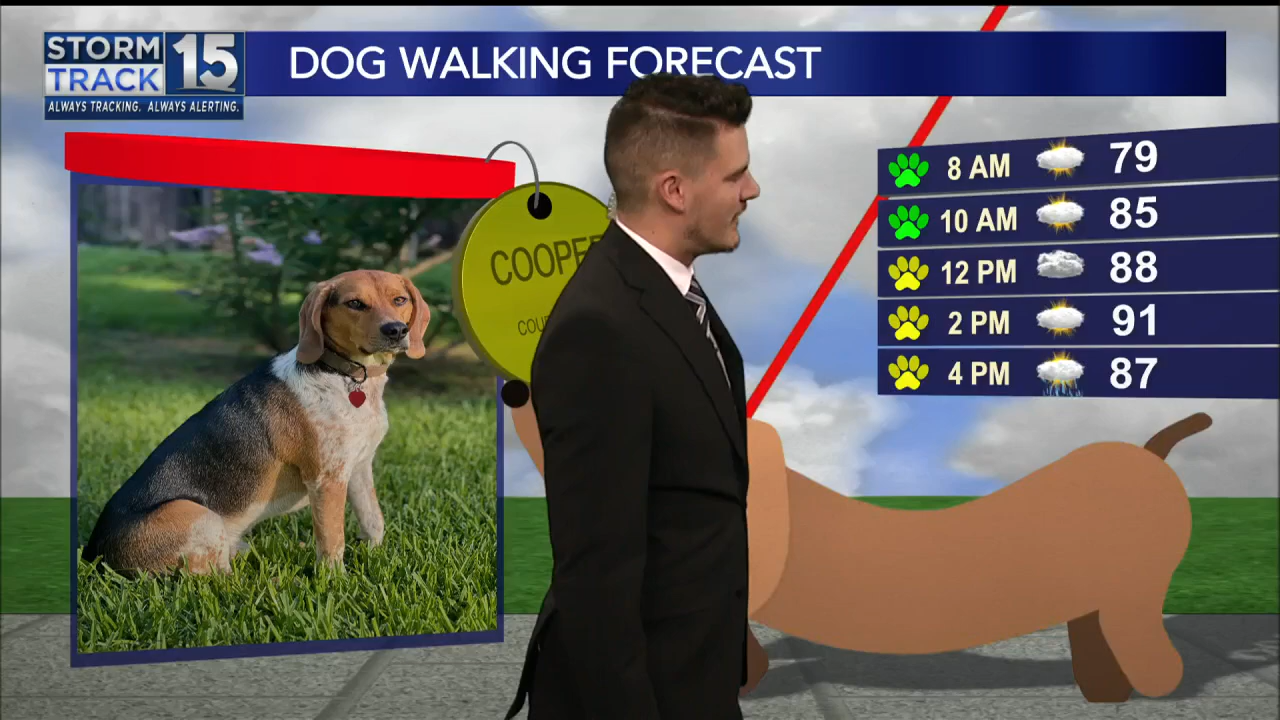 STORM
TRACK
15
ALWAYS TRACKING. ALWAYS ALERTING.
DOG WALKING FORECAST
8 AM 79
10 AM 85
12 PM 88
2 PM 91
4 PM 87